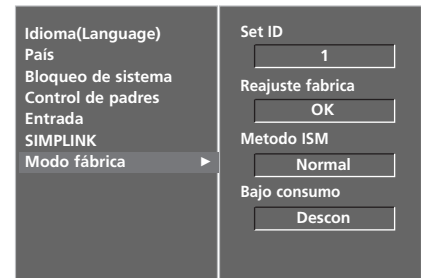 Idioma(Language)
País
Bloqueo de sistema
Control de padres
Entrada
SIMPLINK
Modo fábrica ►
Set ID
1
Reajuste fabrica
OK
Metodo ISM
Normal
Bajo consumo
Descon